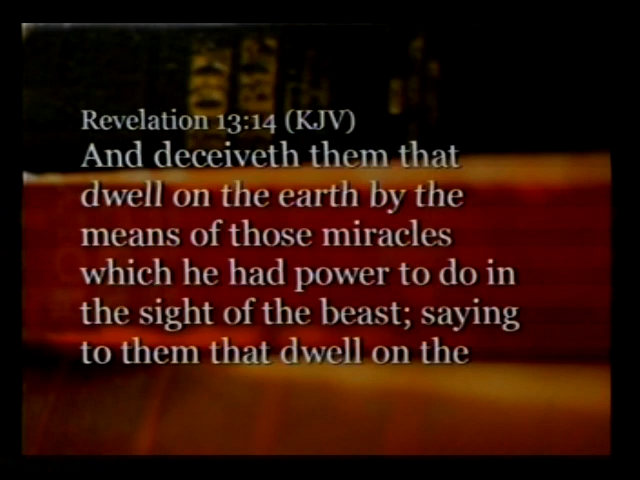 Revelation 13:14 (KJV)
And deceiveth them that
dwell on the earth by the
means of those miracles
which he had power to do in
the sight of the beast; saying
to them that dwell on the